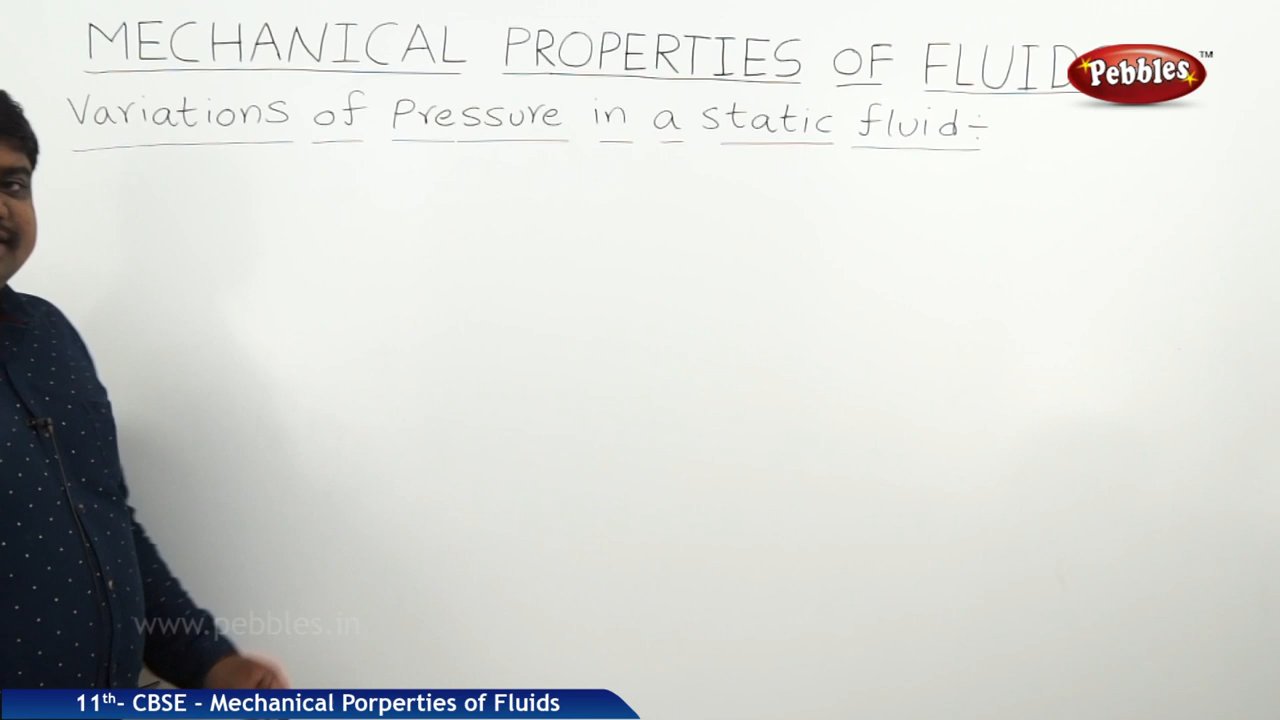 MECHANICAL PROPERTIES OF FLUID
Pebbles™
Variations of Pressure in a static fluid:-
www.pebbles.in
11th- CBSE - Mechanical Porperties of Fluids